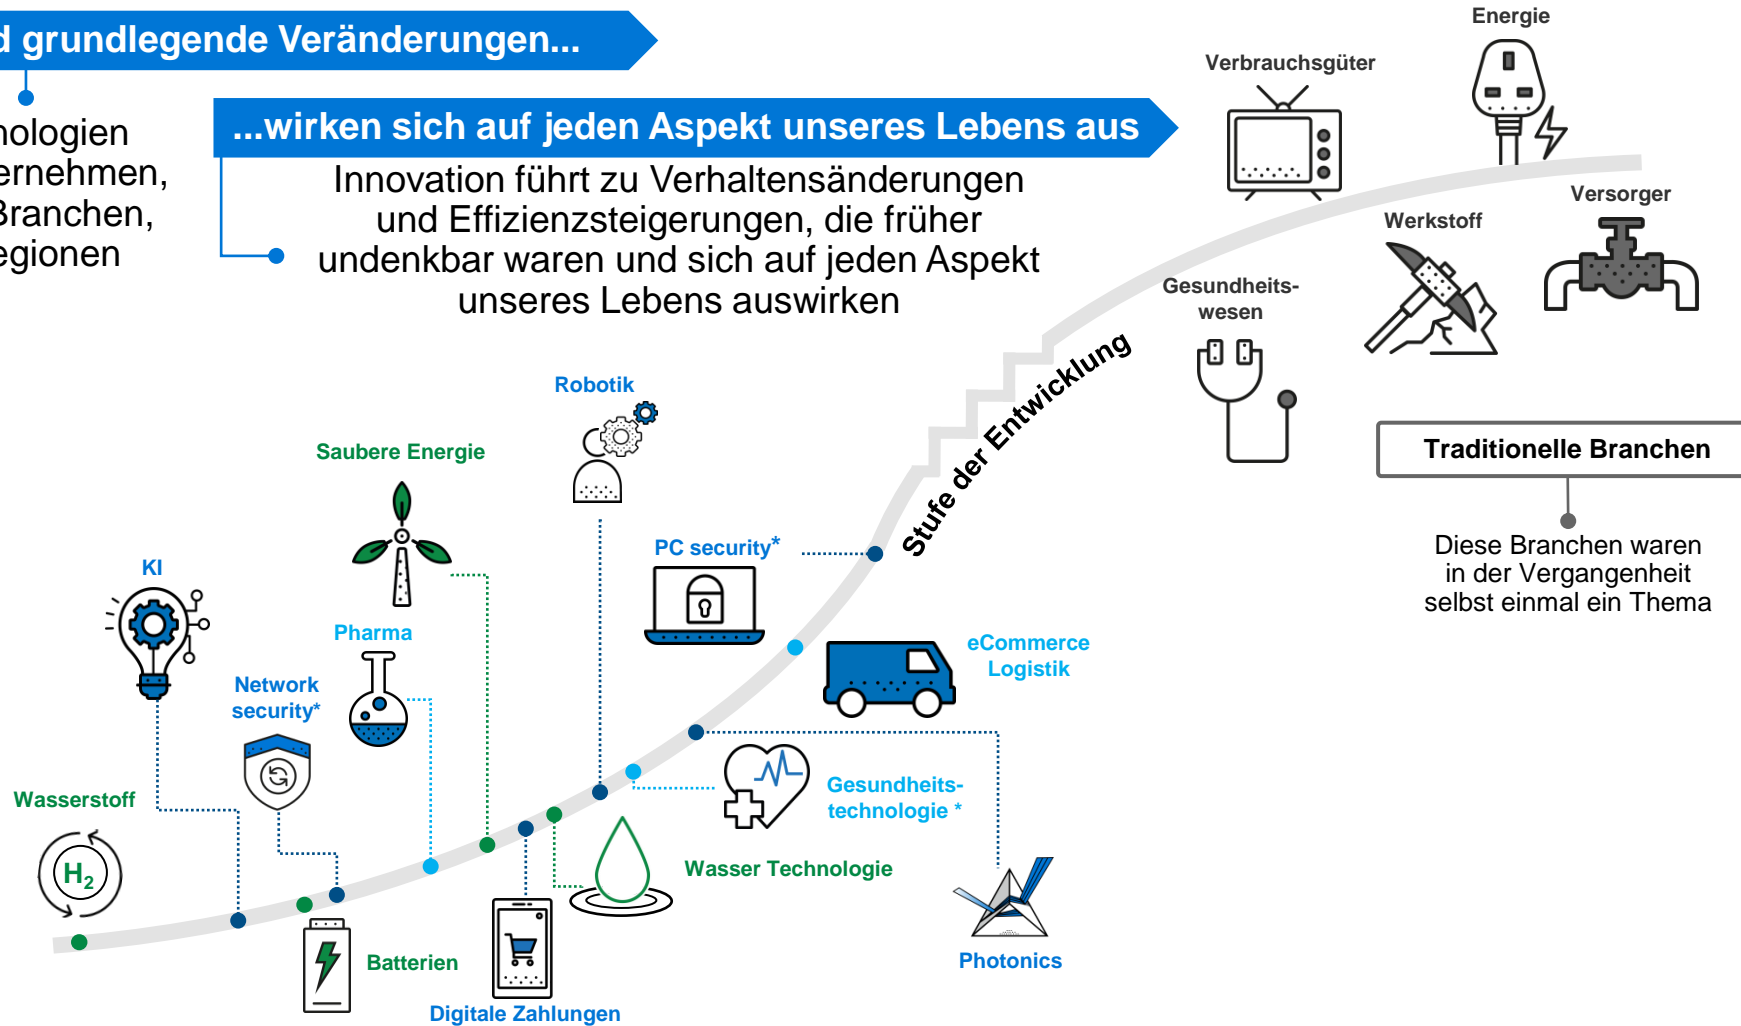 grundlegende Veränderungen...
...wirken sich auf jeden Aspekt unseres Lebens aus
Branchen,
Innovation führt zu Verhaltensänderungen
und Effizienzsteigerungen, die früher
undenkbar waren und sich auf jeden Aspekt
unseres Lebens auswirken
Energie
Verbrauchsgüter
Versorger
Werkstoff
Gesundheits-
wesen
Stufe der Entwicklung
Traditionelle Branchen
Diese Branchen waren
in der Vergangenheit
selbst einmal ein Thema
Robotik
Saubere Energie
PC security*
KI
Pharma
eCommerce
Logistik
Network
security*
Gesundheits-
technologie *
Wasserstoff
H2
Wasser Technologie
Batterien
Photonics
Digitale Zahlungen